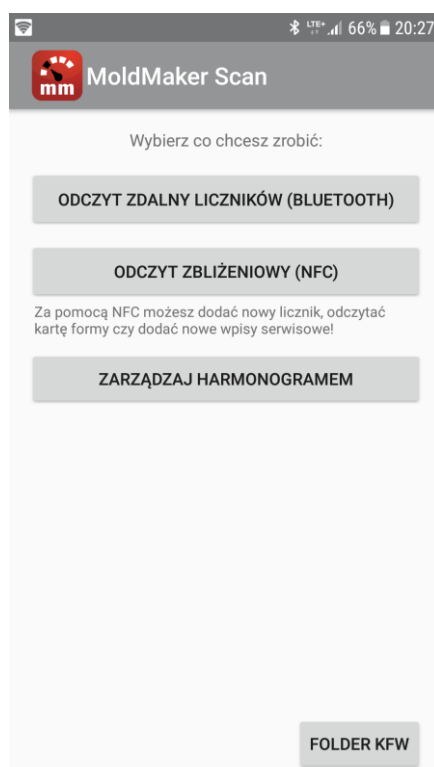 LTE+ 66% 20:27
mm MoldMaker Scan
Wybierz co chcesz zrobić:
ODCZYT ZDALNY LICZNIKÓW (BLUETOOTH)
ODCZYT ZBLIŻENIOWY (NFC)
Za pomocą NFC możesz dodać nowy licznik, odczytać
kartę formy czy dodać nowe wpisy serwisowe!
ZARZĄDZAJ HARMONOGRAMEM
FOLDER KFW